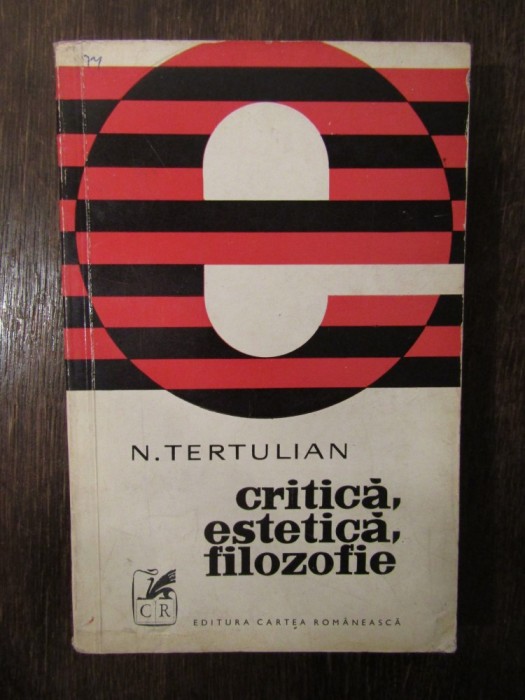 N. TERTULIAN
critică,
estetică,
filozofie
CR
EDITURA CARTEA ROMÂNEASCĂ